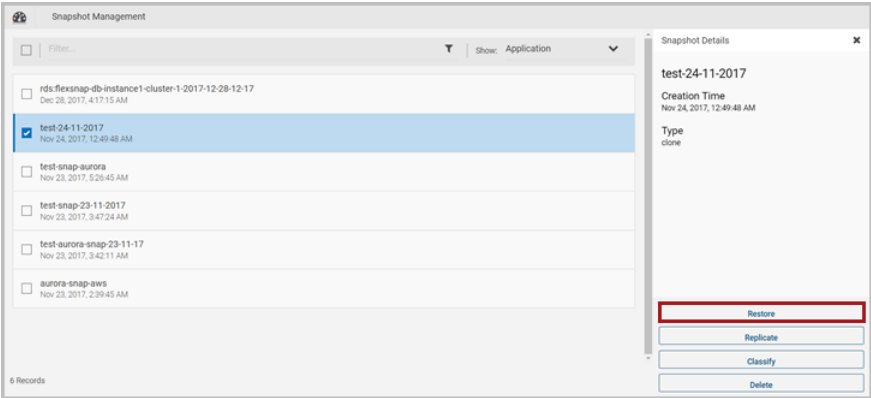 Snapshot Management
Filter...
Show: Application
rds:flexsnap-db-instance1-cluster-1-2017-12-28-12-17
Dec 28, 2017, 4:17:15 AM
test-24-11-2017
Nov 24, 2017, 12:49:48 AM
test-snap-aurora
Nov 23, 2017, 5:26:45 AM
test-snap-23-11-2017
Nov 23, 2017, 3:47:24 AM
test-aurora-snap-23-11-17
Nov 23, 2017, 3:42:11 AM
aurora-snap-aws
Nov 23, 2017, 2:39:45 AM
6 Records
Snapshot Details
test-24-11-2017
Creation Time
Nov 24, 2017, 12:49:48 AM
Type
clone
Restore
Replicate
Classify
Delete